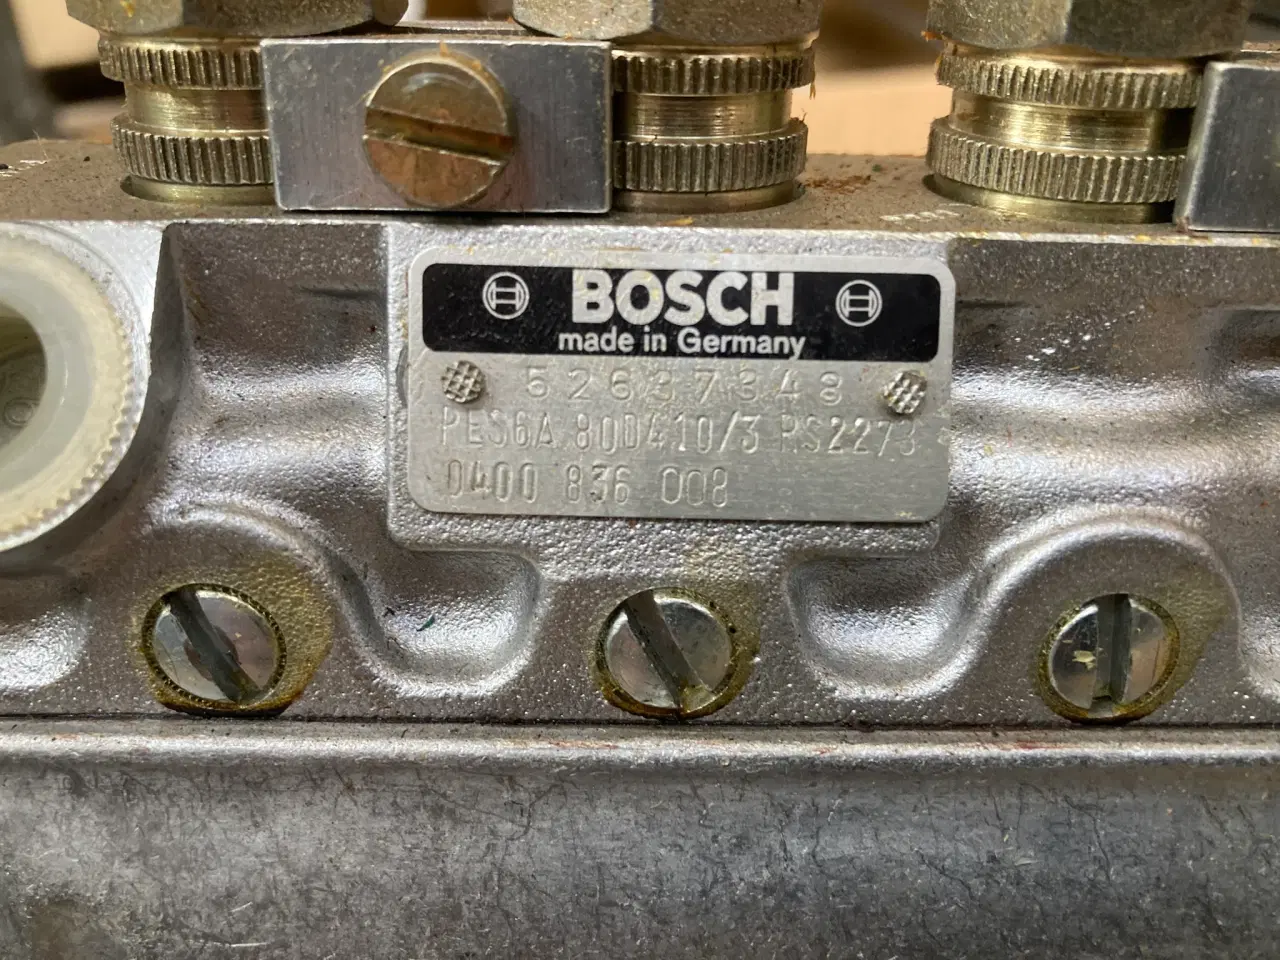 BOSCH
made in Germany
52637348
PES6A 80D410/3 RS2273
0400 836 008